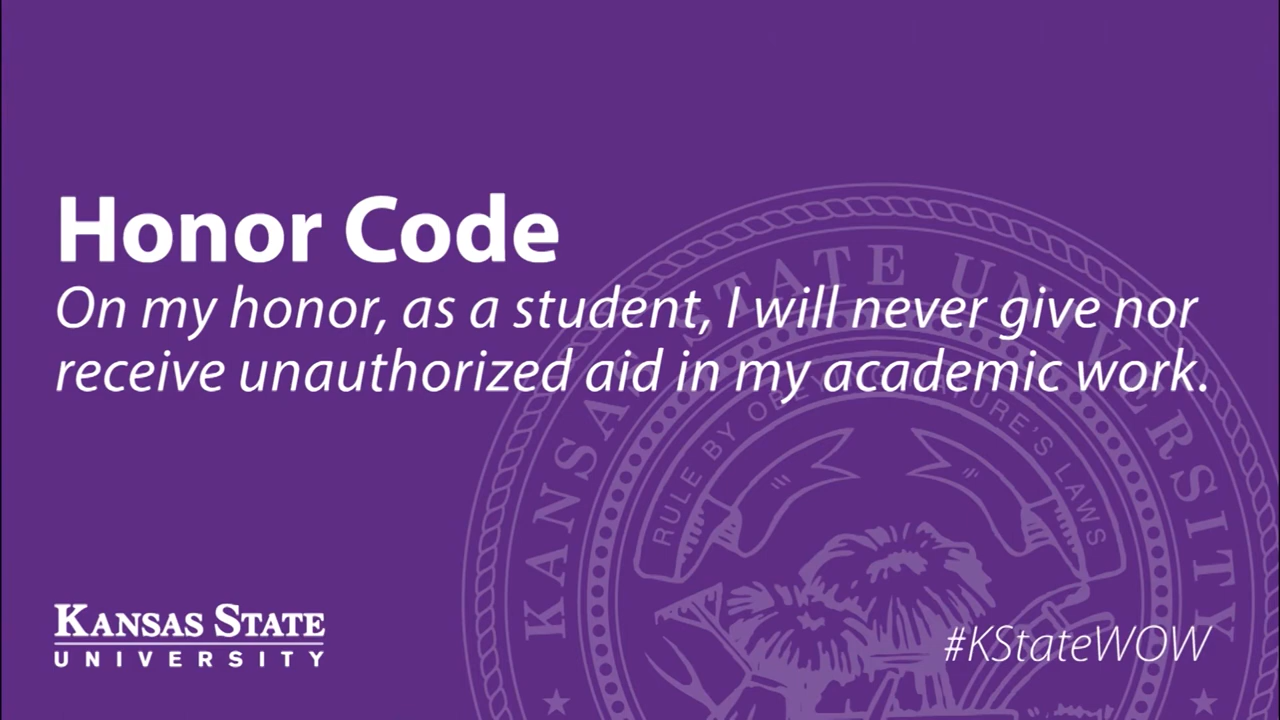 Honor Code
On my honor, as a student, I will never give nor
receive unauthorized aid in my academic work.
KANSAS STATE UNIVERSITY
RULE BY OBEYING NATURE'S LAWS
KANSAS STATE
UNIVERSITY
#KStateWOW